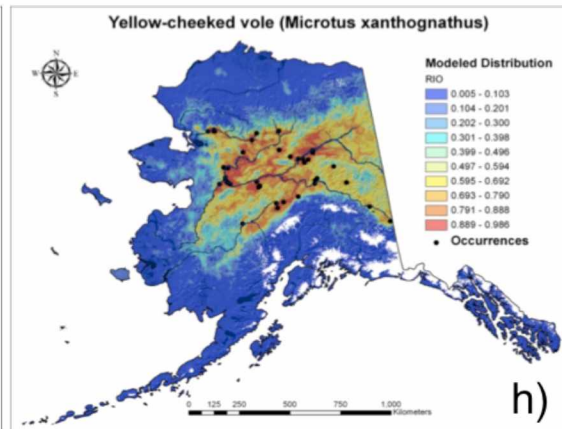 Yellow-cheeked vole (Microtus xanthognathus)
N
W E
S
Modeled Distribution
RIO
0.005 - 0.103
0.104 - 0.201
0.202 - 0.300
0.301 - 0.398
0.399 - 0.496
0.497 - 0.594
0.595 - 0.692
0.693 - 0.790
0.791 - 0.888
0.889 - 0.986
Occurrences
h)
0 125 250 500 750 1.000
Kilometers